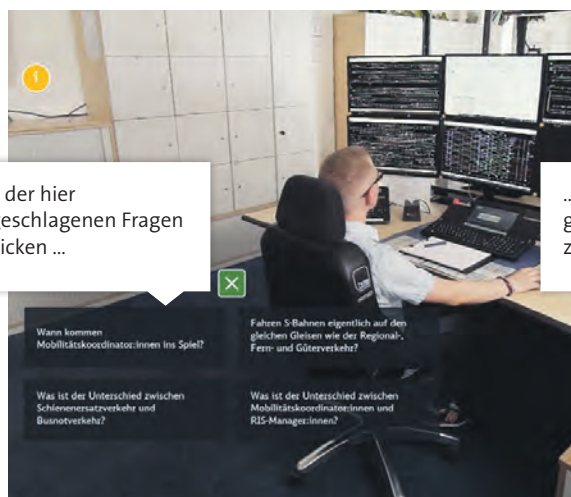 1
der hier
geschlagenen Fragen
icken ...
Wann kommen
Mobilitätskoordinator:innen ins Spiel?
Fahren S-Bahnen eigentlich auf den
gleichen Gleisen wie der Regional-,
Fern- und Güterverkehr?
Was ist der Unterschied zwischen
Schienenersatzverkehr und
Busnotverkehr?
Was ist der Unterschied zwischen
Mobilitätskoordinator:innen und
RIS-Manager:innen?